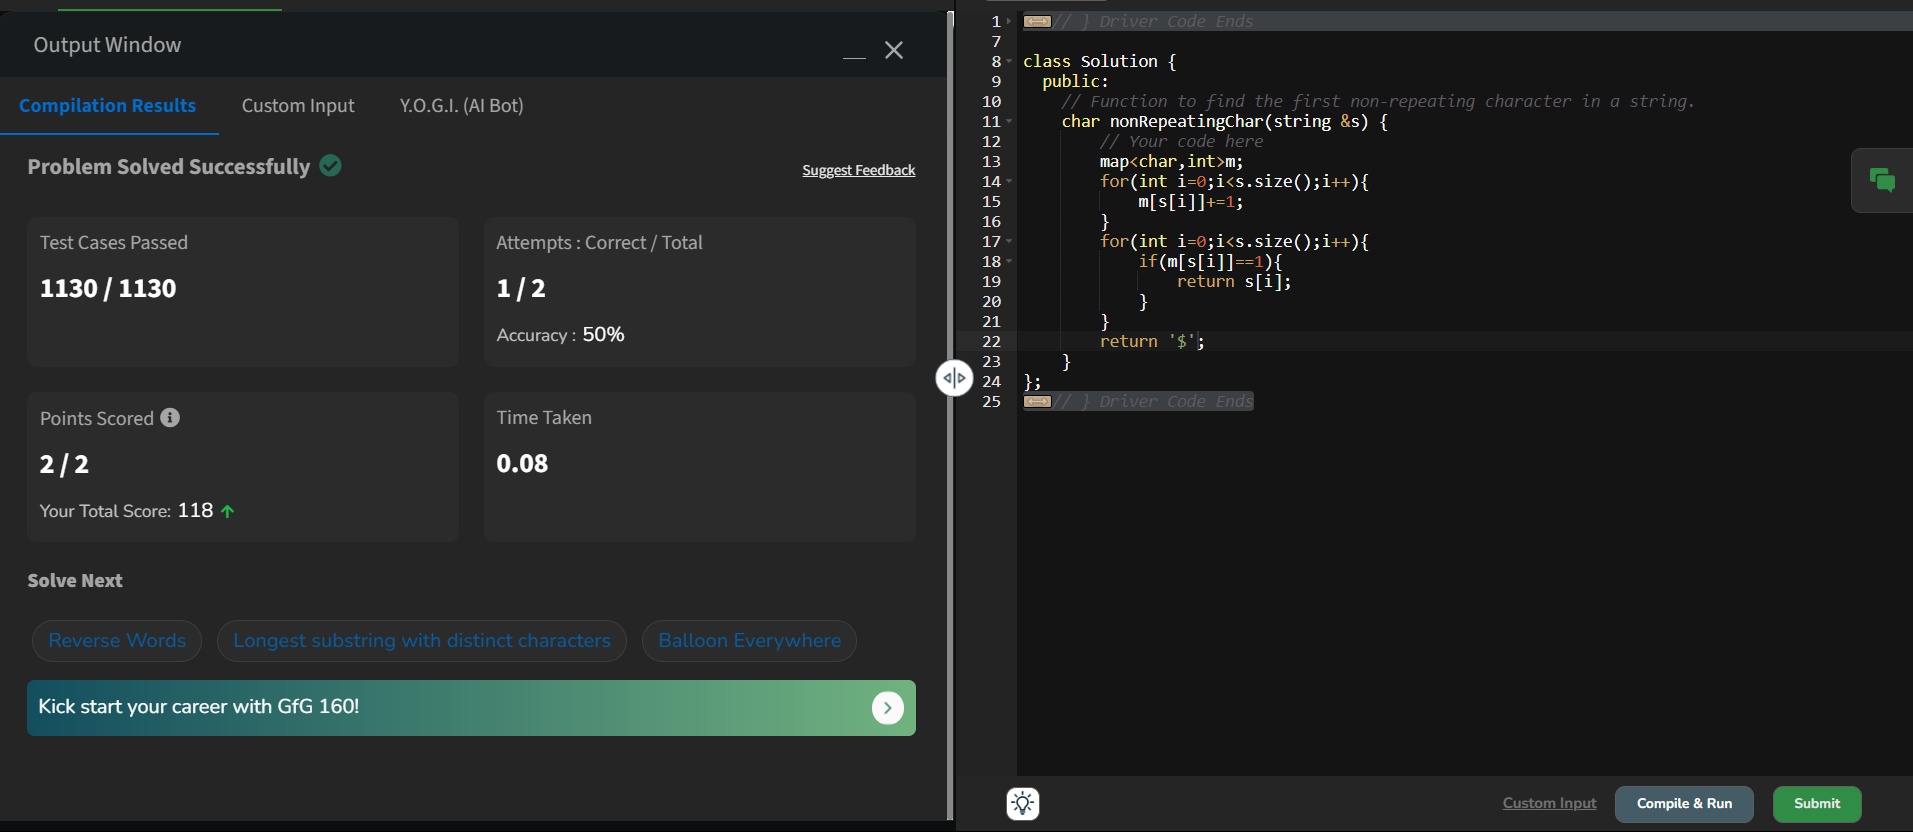 Output Window
Compilation Results
Custom Input
Y.O.G.I. (AI Bot)
Problem Solved Successfully
Suggest Feedback
Test Cases Passed
1130 / 1130
Attempts : Correct / Total
1 / 2
Accuracy : 50%
Points Scored
2 / 2
Your Total Score: 118
Time Taken
0.08
Solve Next
Reverse Words
Longest substring with distinct characters
Balloon Everywhere
Kick start your career with GfG 160!
1 // } Driver Code Ends
7
8 class Solution {
9   public:
10     // Function to find the first non-repeating character in a string.
11     char nonRepeatingChar(string &s) {
12         // Your code here
13         map<char,int>m;
14         for(int i=0;i<s.size();i++){
15             m[s[i]]+=1;
16         }
17         for(int i=0;i<s.size();i++){
18             if(m[s[i]]==1){
19                 return s[i];
20             }
21         }
22         return '$';
23     }
24 };
25 // } Driver Code Ends
Custom Input
Compile & Run
Submit